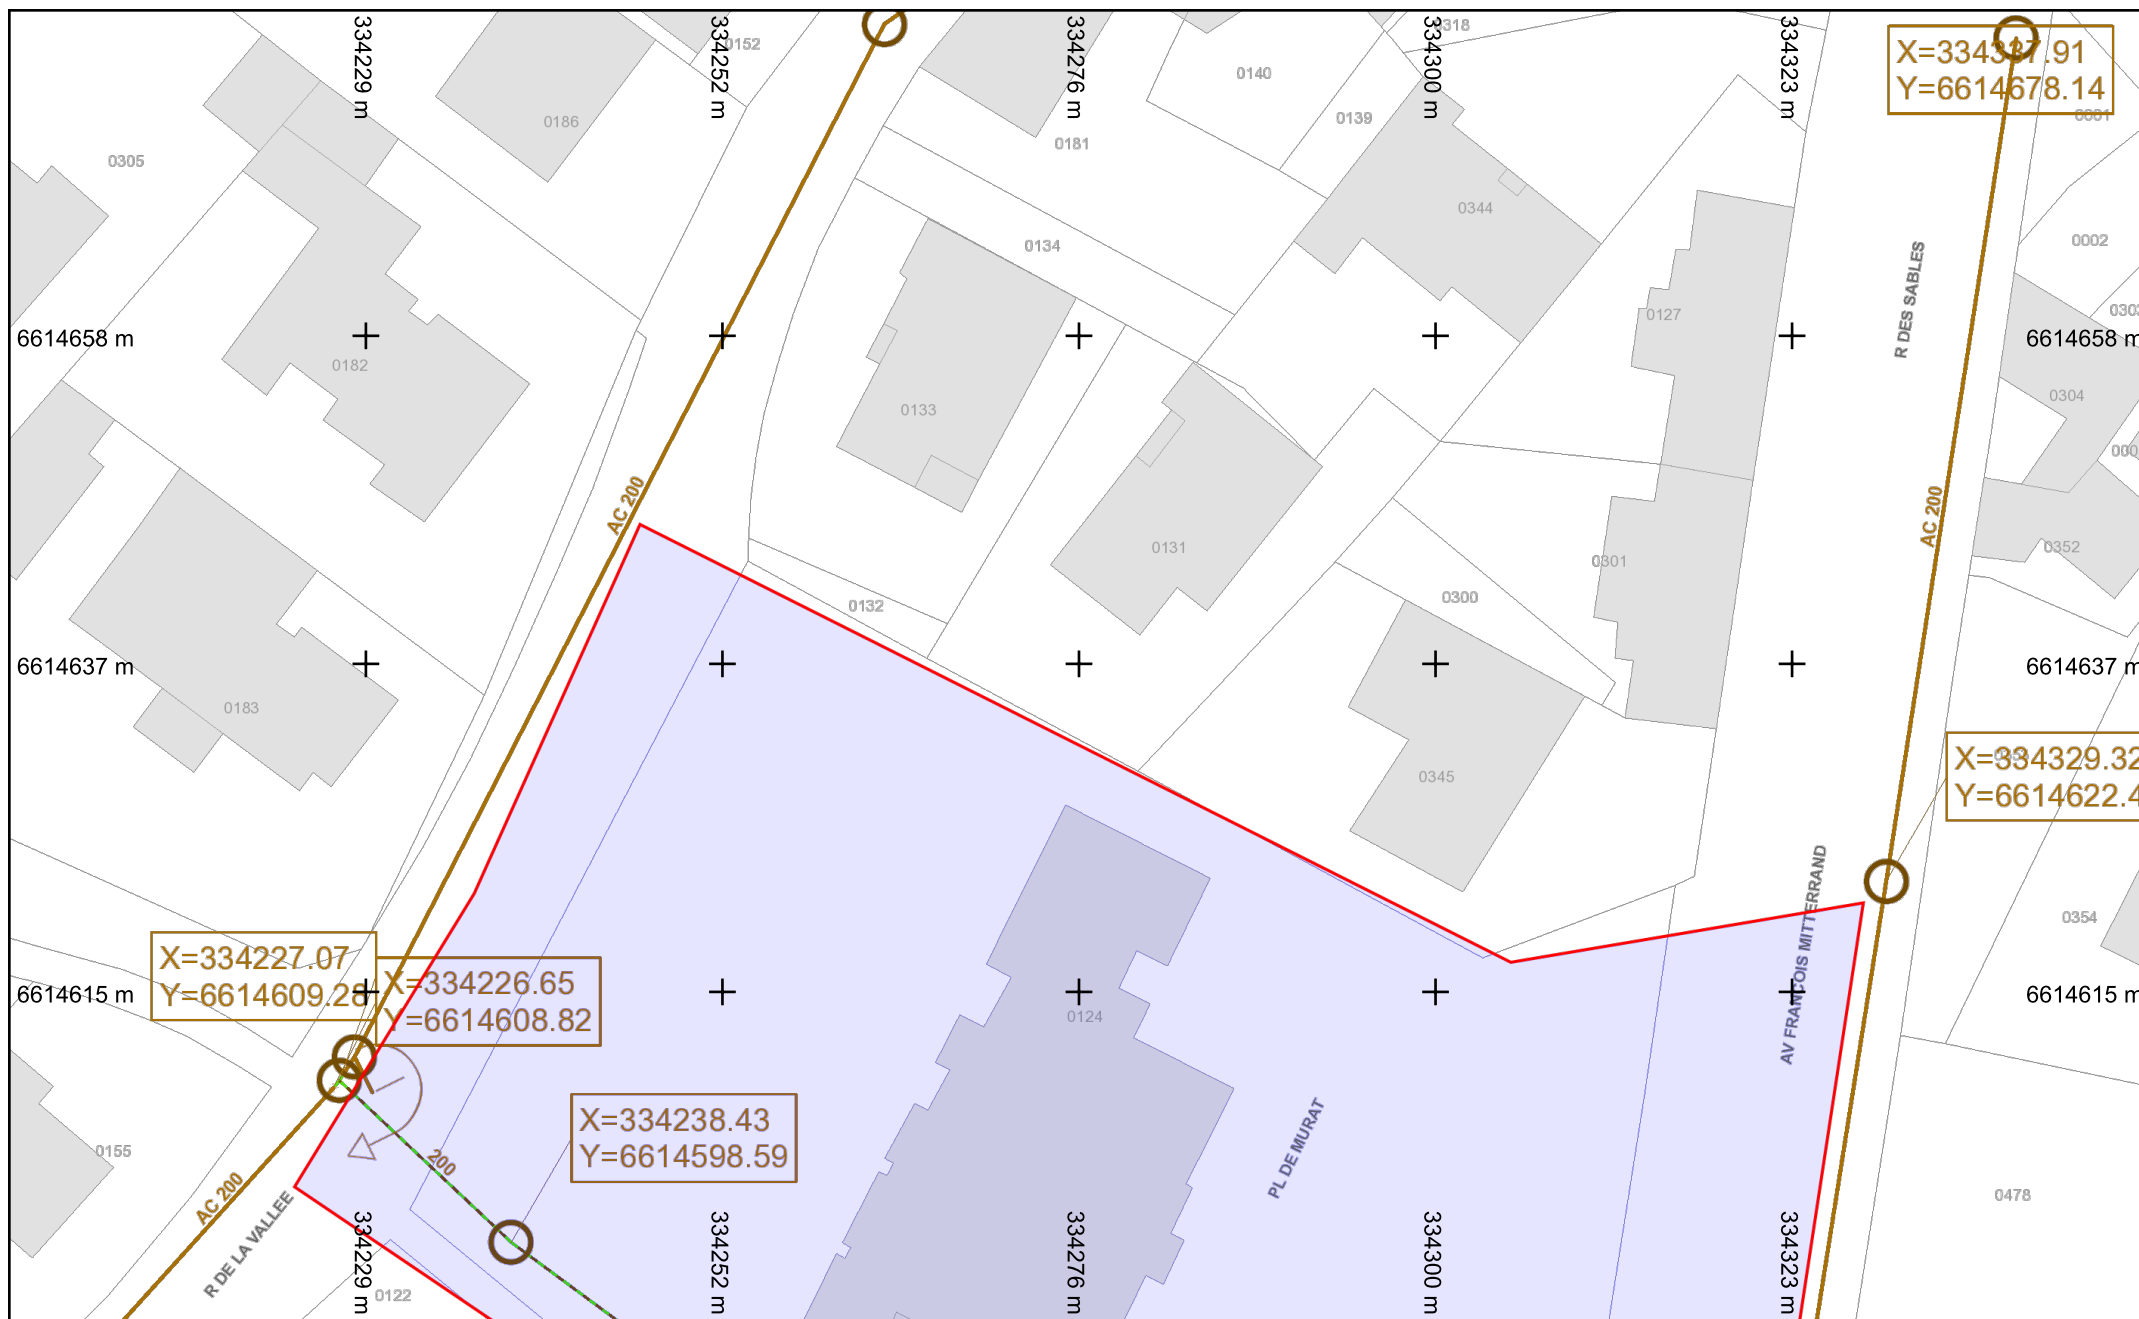 334229 m
334252 m
334276 m
334300 m
334323 m
0152
0318
X=334337.91
Y=6614678.14
0140
0001
0186
0139
0181
0305
0344
0134
0002
R DES SABLES
0127
6614658 m
6614658 m
0182
0304
0133
AC 200
AC 200
0131
0352
0301
0300
0132
6614637 m
6614637 m
0183
X=334329.32
Y=6614622.4
0345
AV FRANCOIS MITTERRAND
0354
X=334227.07
Y=6614609.28
X=334226.65
Y=6614608.82
6614615 m
6614615 m
0124
X=334238.43
Y=6614598.59
PL DE MURAT
0155
200
AC 200
R DE LA VALLEE
0478
334229 m
334252 m
334276 m
334300 m
334323 m
0122